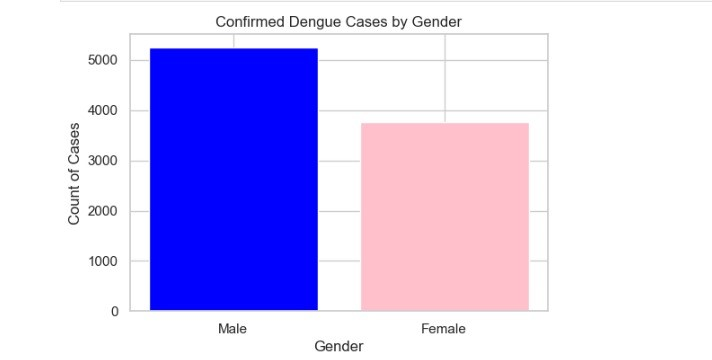 Confirmed Dengue Cases by Gender
5000
4000
3000
2000
1000
0
Count of Cases
Male Female
Gender